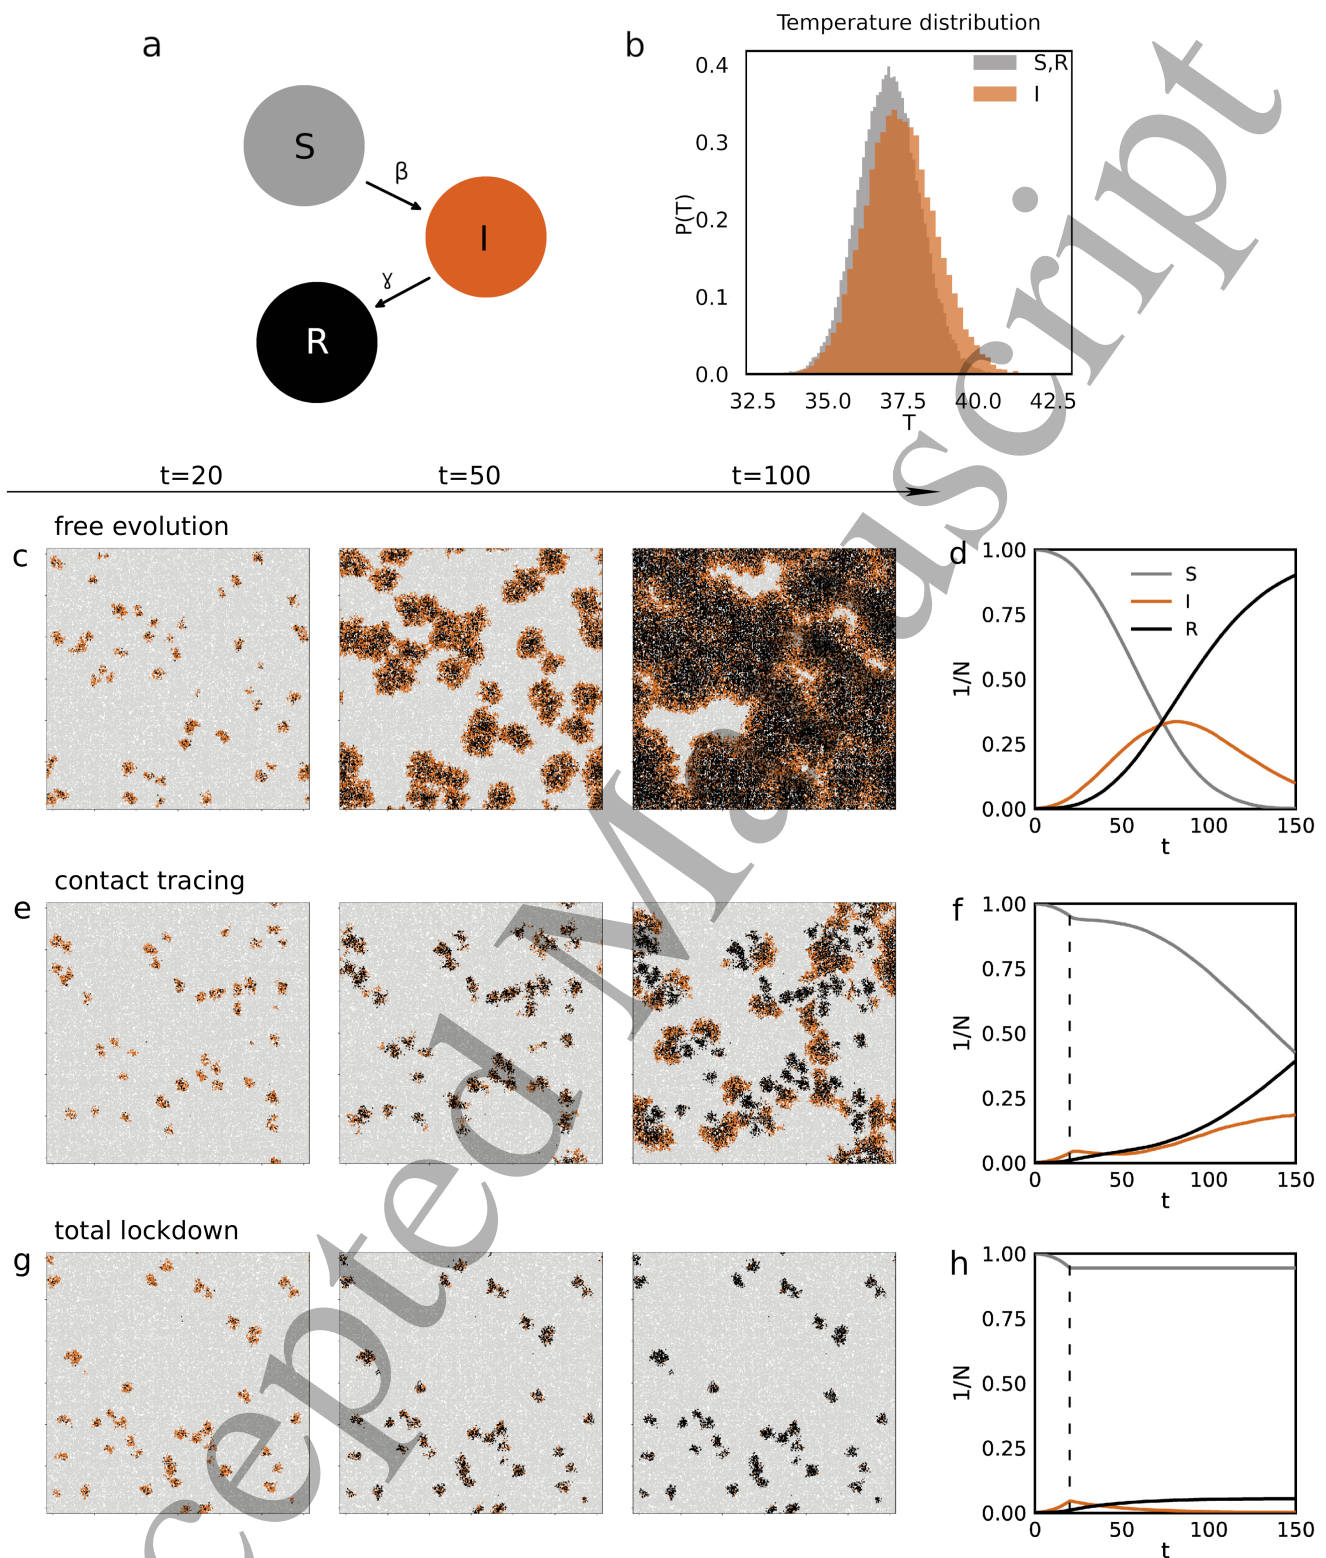 a
S
β
I
γ
R
b
Temperature distribution
0.4
0.3
0.2
0.1
0.0
P(T)
S,R
I
32.5 35.0 37.5 40.0 42.5
T
t=20 t=50 t=100
free evolution
c
d
1.00
0.75
0.50
0.25
0.00
1/N
S
I
R
0 50 100 150
t
contact tracing
e
f
1.00
0.75
0.50
0.25
0.00
1/N
0 50 100 150
t
total lockdown
g
h
1.00
0.75
0.50
0.25
0.00
1/N
0 50 100 150
t
cepted Manuscript